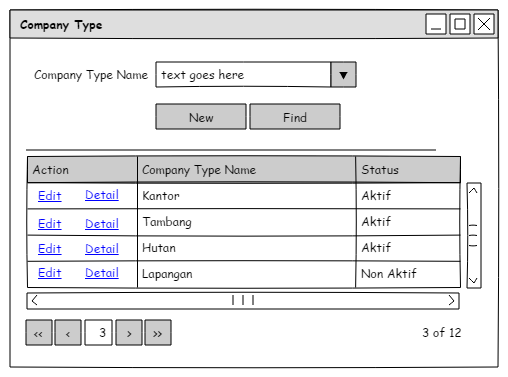 Company Type
Company Type Name text goes here
New Find
Action Company Type Name Status
Edit Detail Kantor Aktif
Edit Detail Tambang Aktif
Edit Detail Hutan Aktif
Edit Detail Lapangan Non Aktif
<< < 3 > >> 3 of 12